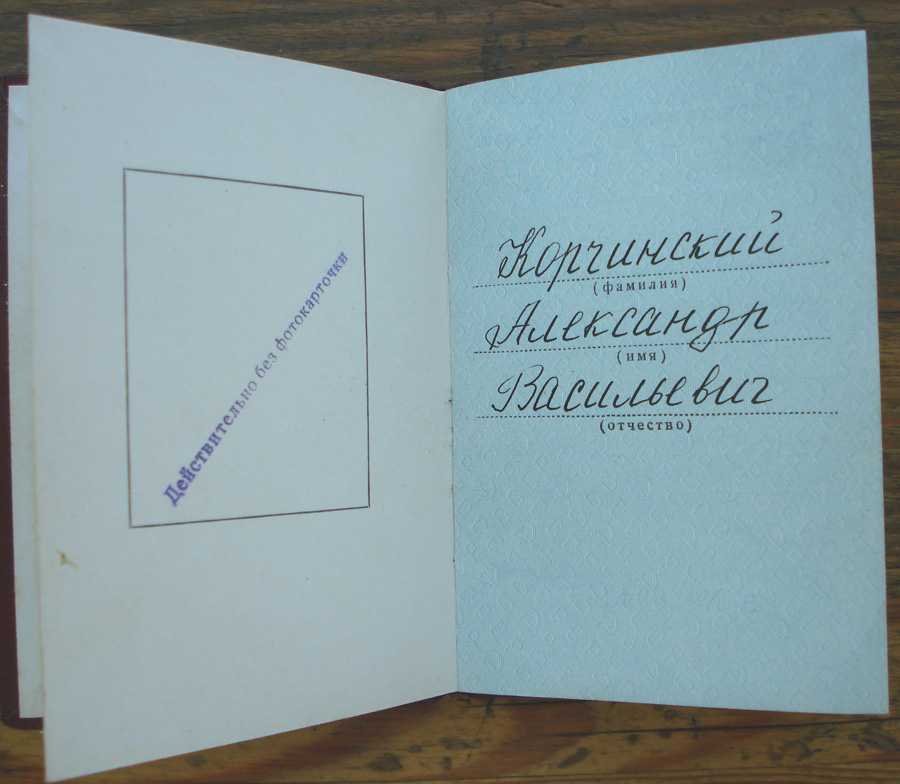 Действительно без фотокарточки
Корчинский
(фамилия)
Александр
(имя)
Васильевич
(отчество)